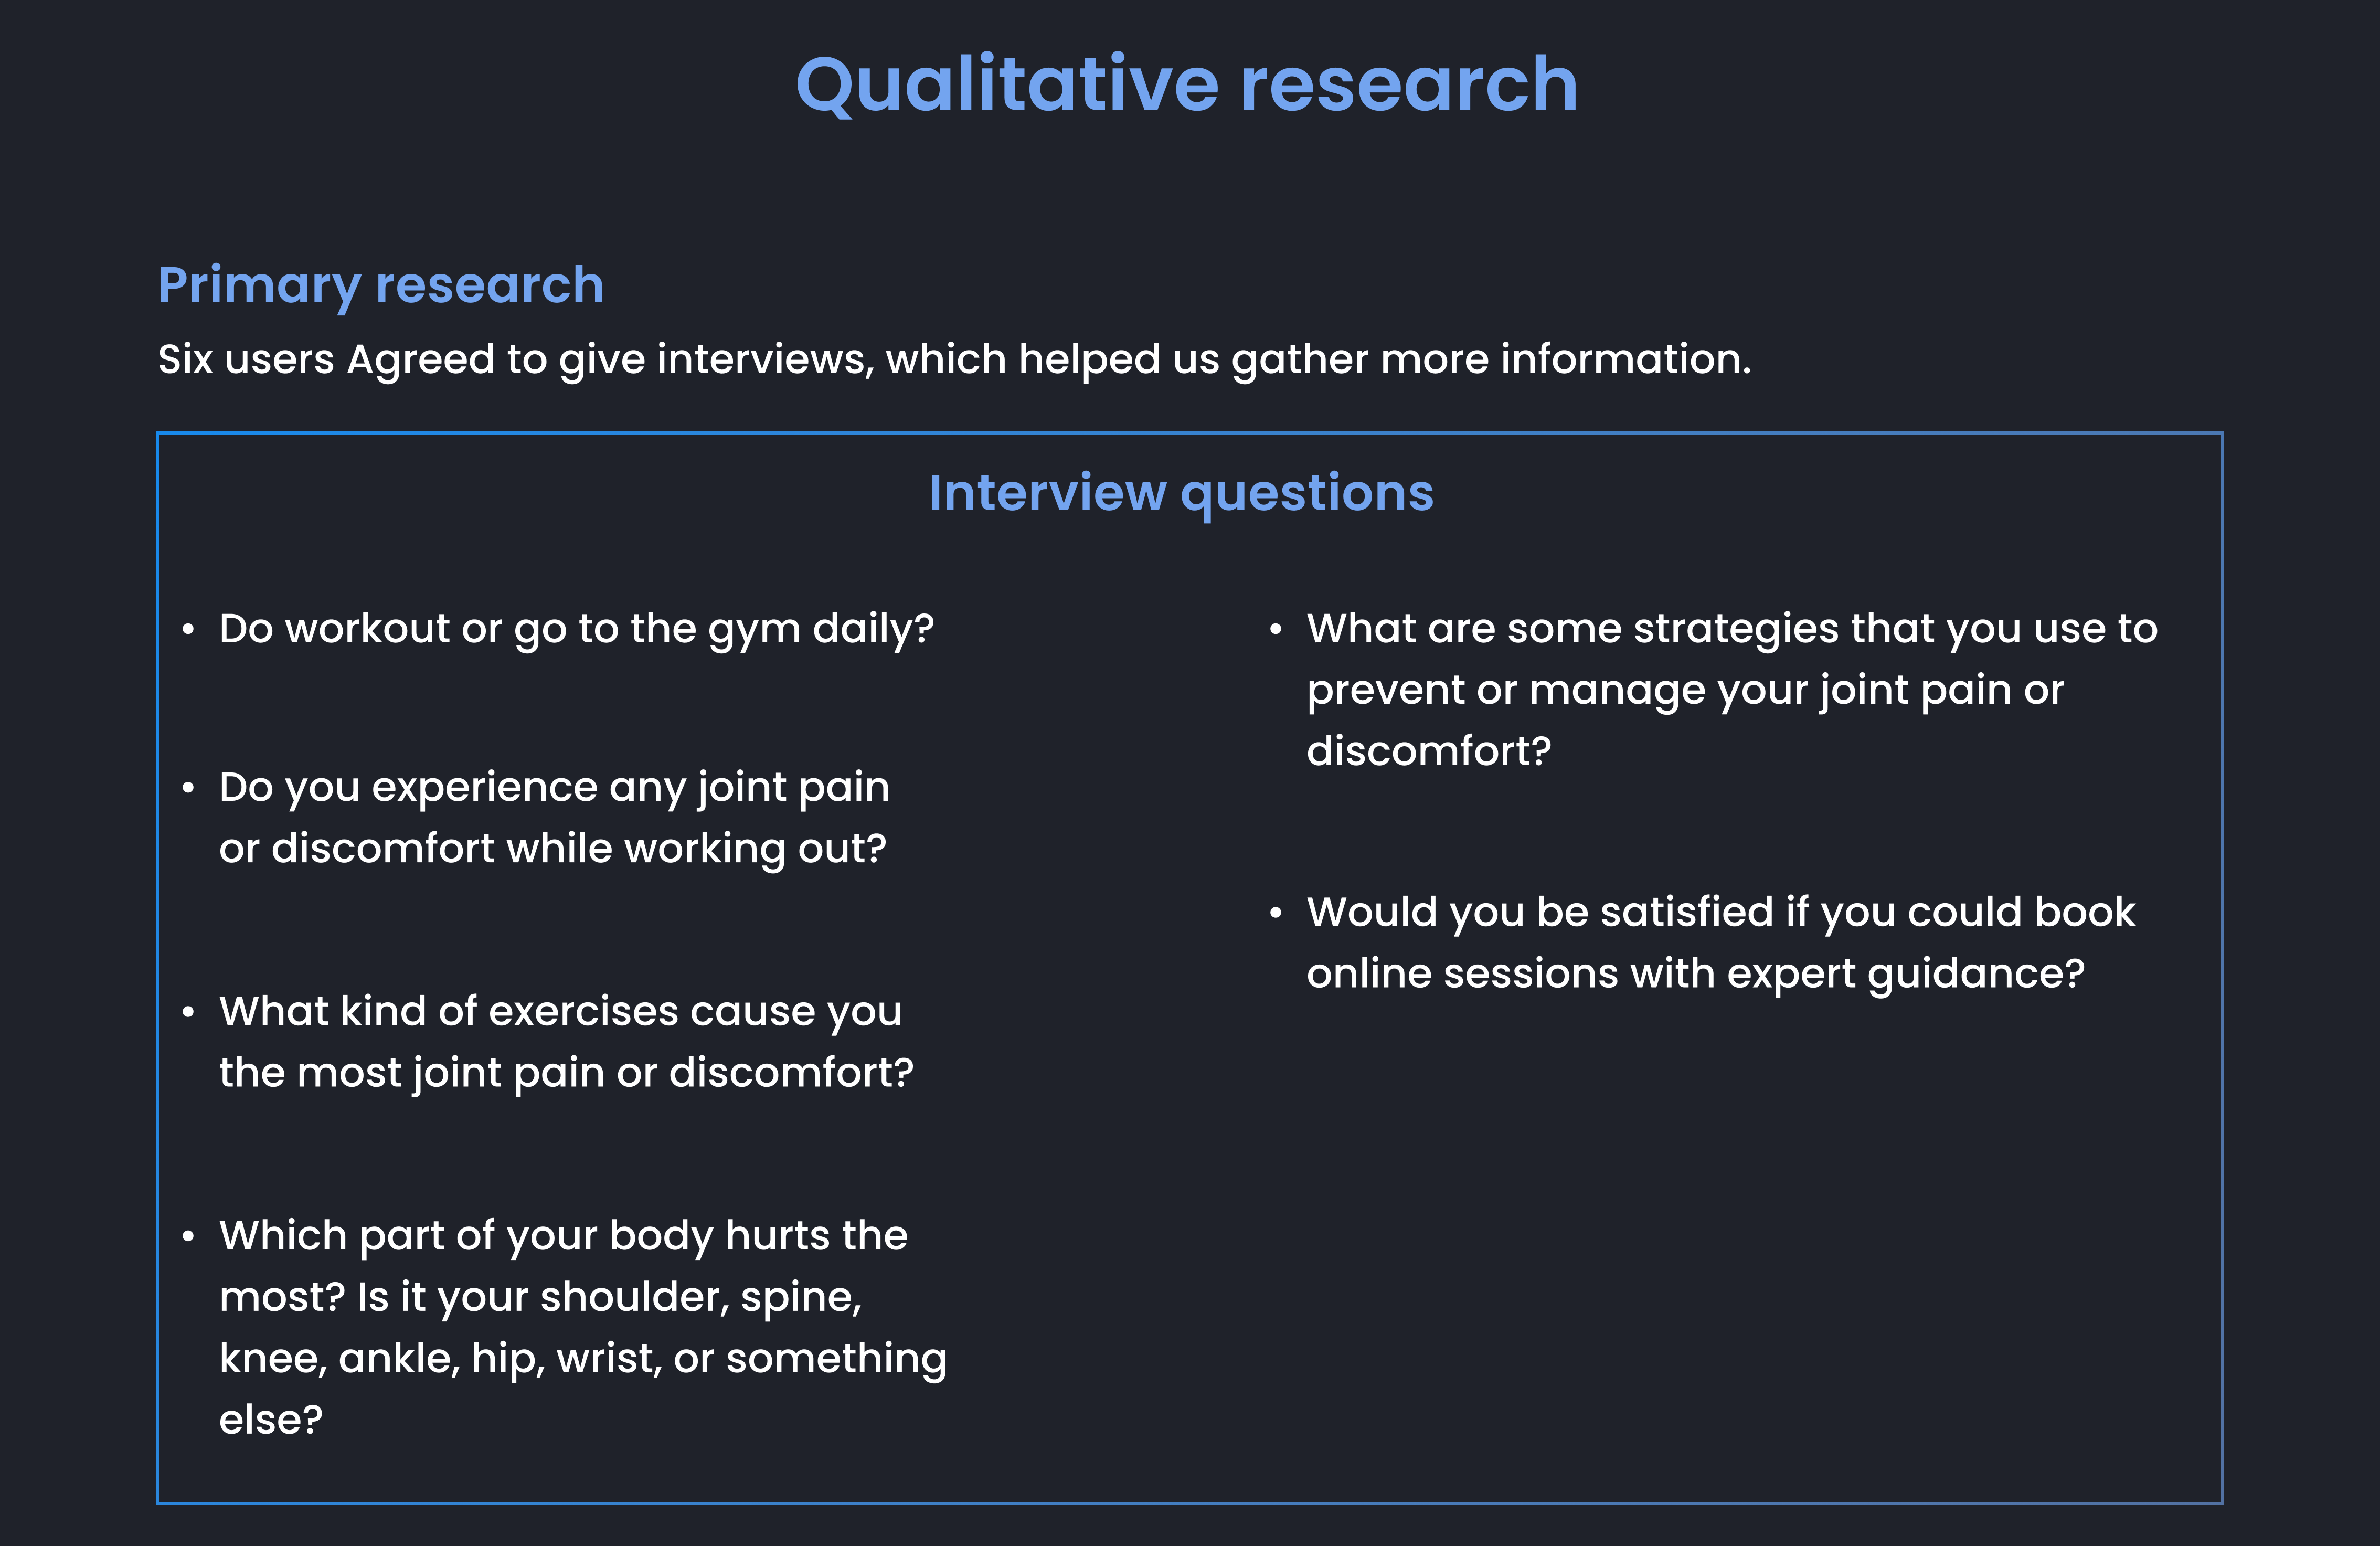 Qualitative research
Primary research
Six users Agreed to give interviews, which helped us gather more information.
Interview questions
• Do workout or go to the gym daily?
• Do you experience any joint pain
or discomfort while working out?
• What kind of exercises cause you
the most joint pain or discomfort?
• Which part of your body hurts the
most? Is it your shoulder, spine,
knee, ankle, hip, wrist, or something
else?
• What are some strategies that you use to
prevent or manage your joint pain or
discomfort?
• Would you be satisfied if you could book
online sessions with expert guidance?